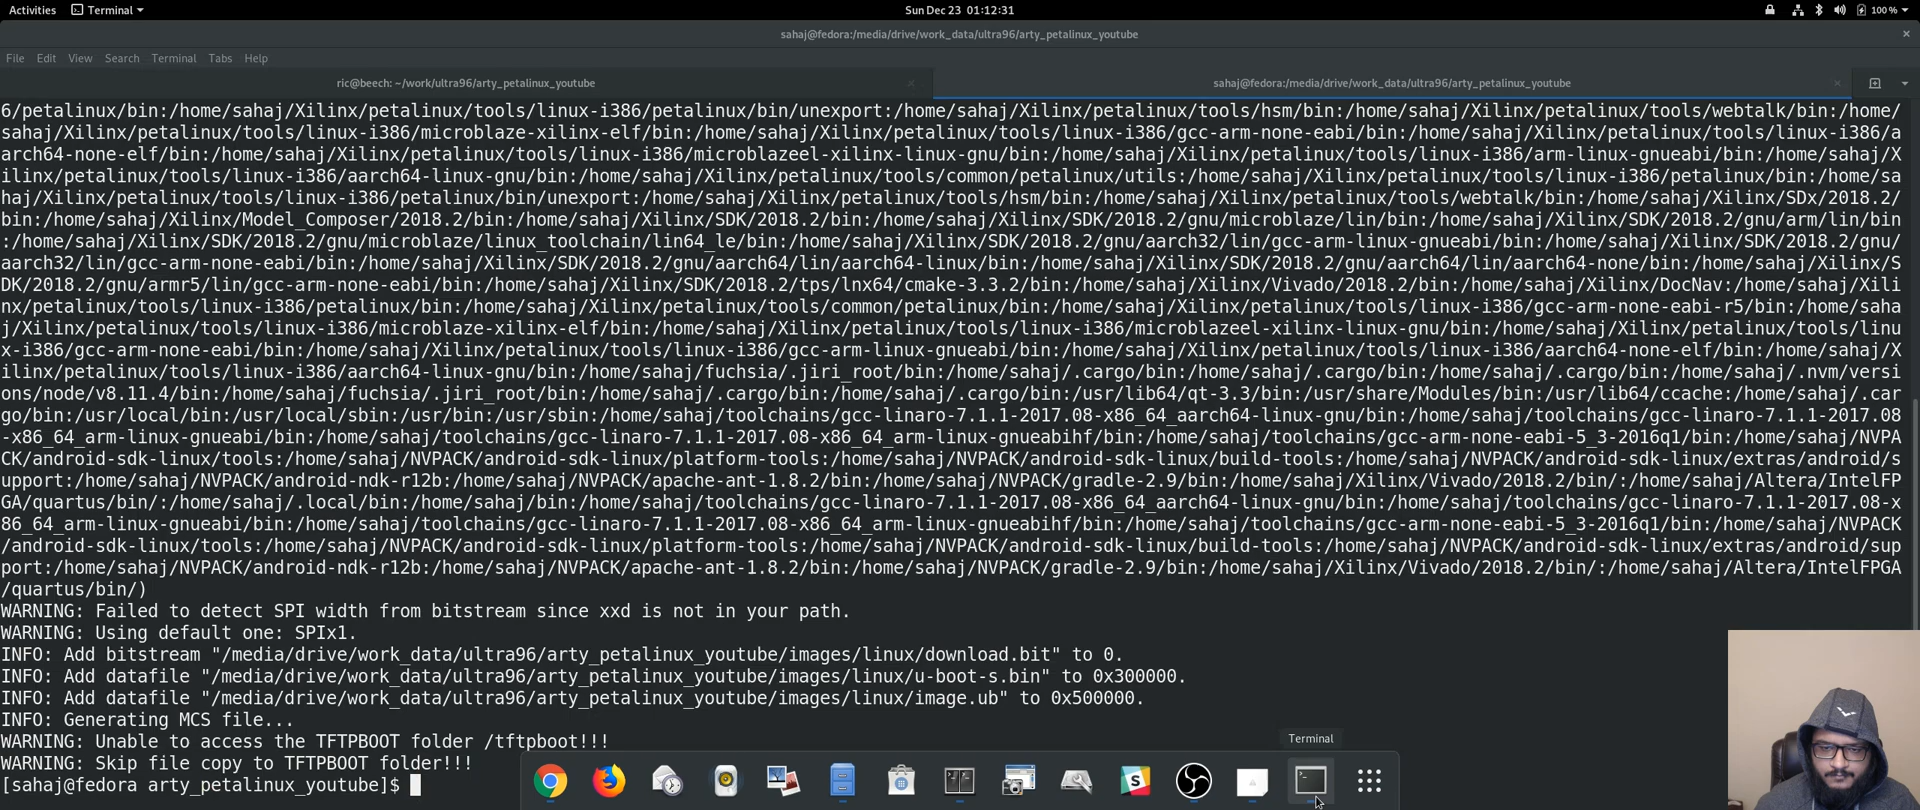 Activities
Terminal
Sun Dec 23 01:12:31
100 %
sahaj@fedora:/media/drive/work_data/ultra96/arty_petalinux_youtube
File Edit View Search Terminal Tabs Help
ric@beech: ~/work/ultra96/arty_petalinux_youtube
sahaj@fedora:/media/drive/work_data/ultra96/arty_petalinux_youtube
6/petalinux/bin:/home/sahaj/Xilinx/petalinux/tools/linux-i386/petalinux/bin/unexport:/home/sahaj/Xilinx/petalinux/tools/hsm/bin:/home/sahaj/Xilinx/petalinux/tools/webtalk/bin:/home/
sahaj/Xilinx/petalinux/tools/linux-i386/microblaze-xilinx-elf/bin:/home/sahaj/Xilinx/petalinux/tools/linux-i386/gcc-arm-none-eabi/bin:/home/sahaj/Xilinx/petalinux/tools/linux-i386/a
arch64-none-elf/bin:/home/sahaj/Xilinx/petalinux/tools/linux-i386/microblazeel-xilinx-linux-gnu/bin:/home/sahaj/Xilinx/petalinux/tools/linux-i386/arm-linux-gnueabi/bin:/home/sahaj/X
ilinx/petalinux/tools/linux-i386/aarch64-linux-gnu/bin:/home/sahaj/Xilinx/petalinux/tools/common/petalinux/utils:/home/sahaj/Xilinx/petalinux/tools/linux-i386/petalinux/bin:/home/sa
haj/Xilinx/petalinux/tools/linux-i386/petalinux/bin/unexport:/home/sahaj/Xilinx/petalinux/tools/hsm/bin:/home/sahaj/Xilinx/petalinux/tools/webtalk/bin:/home/sahaj/Xilinx/SDx/2018.2/
bin:/home/sahaj/Xilinx/Model_Composer/2018.2/bin:/home/sahaj/Xilinx/SDK/2018.2/bin:/home/sahaj/Xilinx/SDK/2018.2/gnu/microblaze/lin/bin:/home/sahaj/Xilinx/SDK/2018.2/gnu/arm/lin/bin
:/home/sahaj/Xilinx/SDK/2018.2/gnu/microblaze/linux_toolchain/lin64_le/bin:/home/sahaj/Xilinx/SDK/2018.2/gnu/aarch32/lin/gcc-arm-linux-gnueabi/bin:/home/sahaj/Xilinx/SDK/2018.2/gnu/
aarch32/lin/gcc-arm-none-eabi/bin:/home/sahaj/Xilinx/SDK/2018.2/gnu/aarch64/lin/aarch64-linux/bin:/home/sahaj/Xilinx/SDK/2018.2/gnu/aarch64/lin/aarch64-none/bin:/home/sahaj/Xilinx/S
DK/2018.2/gnu/armr5/lin/gcc-arm-none-eabi/bin:/home/sahaj/Xilinx/SDK/2018.2/tps/lnx64/cmake-3.3.2/bin:/home/sahaj/Xilinx/Vivado/2018.2/bin:/home/sahaj/Xilinx/DocNav:/home/sahaj/Xili
nx/petalinux/tools/linux-i386/petalinux/bin:/home/sahaj/Xilinx/petalinux/tools/common/petalinux/bin:/home/sahaj/Xilinx/petalinux/tools/linux-i386/gcc-arm-none-eabi-r5/bin:/home/saha
j/Xilinx/petalinux/tools/linux-i386/microblaze-xilinx-elf/bin:/home/sahaj/Xilinx/petalinux/tools/linux-i386/microblazeel-xilinx-linux-gnu/bin:/home/sahaj/Xilinx/petalinux/tools/linu
x-i386/gcc-arm-none-eabi/bin:/home/sahaj/Xilinx/petalinux/tools/linux-i386/gcc-arm-linux-gnueabi/bin:/home/sahaj/Xilinx/petalinux/tools/linux-i386/aarch64-none-elf/bin:/home/sahaj/X
ilinx/petalinux/tools/linux-i386/aarch64-linux-gnu/bin:/home/sahaj/fuchsia/.jiri_root/bin:/home/sahaj/.cargo/bin:/home/sahaj/.cargo/bin:/home/sahaj/.cargo/bin:/home/sahaj/.nvm/versi
ons/node/v8.11.4/bin:/home/sahaj/fuchsia/.jiri_root/bin:/home/sahaj/.cargo/bin:/home/sahaj/.cargo/bin:/usr/lib64/qt-3.3/bin:/usr/share/Modules/bin:/usr/lib64/ccache:/home/sahaj/.car
go/bin:/usr/local/bin:/usr/local/sbin:/usr/bin:/usr/sbin:/home/sahaj/toolchains/gcc-linaro-7.1.1-2017.08-x86_64_aarch64-linux-gnu/bin:/home/sahaj/toolchains/gcc-linaro-7.1.1-2017.08
-x86_64_arm-linux-gnueabi/bin:/home/sahaj/toolchains/gcc-linaro-7.1.1-2017.08-x86_64_arm-linux-gnueabihf/bin:/home/sahaj/toolchains/gcc-arm-none-eabi-5_3-2016q1/bin:/home/sahaj/NVPA
CK/android-sdk-linux/tools:/home/sahaj/NVPACK/android-sdk-linux/platform-tools:/home/sahaj/NVPACK/android-sdk-linux/build-tools:/home/sahaj/NVPACK/android-sdk-linux/extras/android/s
upport:/home/sahaj/NVPACK/android-ndk-r12b:/home/sahaj/NVPACK/apache-ant-1.8.2/bin:/home/sahaj/NVPACK/gradle-2.9/bin:/home/sahaj/Xilinx/Vivado/2018.2/bin/:/home/sahaj/Altera/IntelFP
GA/quartus/bin/:/home/sahaj/.local/bin:/home/sahaj/bin:/home/sahaj/toolchains/gcc-linaro-7.1.1-2017.08-x86_64_aarch64-linux-gnu/bin:/home/sahaj/toolchains/gcc-linaro-7.1.1-2017.08-x
86_64_arm-linux-gnueabi/bin:/home/sahaj/toolchains/gcc-linaro-7.1.1-2017.08-x86_64_arm-linux-gnueabihf/bin:/home/sahaj/toolchains/gcc-arm-none-eabi-5_3-2016q1/bin:/home/sahaj/NVPACK
/android-sdk-linux/tools:/home/sahaj/NVPACK/android-sdk-linux/platform-tools:/home/sahaj/NVPACK/android-sdk-linux/build-tools:/home/sahaj/NVPACK/android-sdk-linux/extras/android/sup
port:/home/sahaj/NVPACK/android-ndk-r12b:/home/sahaj/NVPACK/apache-ant-1.8.2/bin:/home/sahaj/NVPACK/gradle-2.9/bin:/home/sahaj/Xilinx/Vivado/2018.2/bin/:/home/sahaj/Altera/IntelFPGA
/quartus/bin/)
WARNING: Failed to detect SPI width from bitstream since xxd is not in your path.
WARNING: Using default one: SPIx1.
INFO: Add bitstream "/media/drive/work_data/ultra96/arty_petalinux_youtube/images/linux/download.bit" to 0.
INFO: Add datafile "/media/drive/work_data/ultra96/arty_petalinux_youtube/images/linux/u-boot-s.bin" to 0x300000.
INFO: Add datafile "/media/drive/work_data/ultra96/arty_petalinux_youtube/images/linux/image.ub" to 0x500000.
INFO: Generating MCS file...
WARNING: Unable to access the TFTPBOOT folder /tftpboot!!!
WARNING: Skip file copy to TFTPBOOT folder!!!
[sahaj@fedora arty_petalinux_youtube]$
Terminal